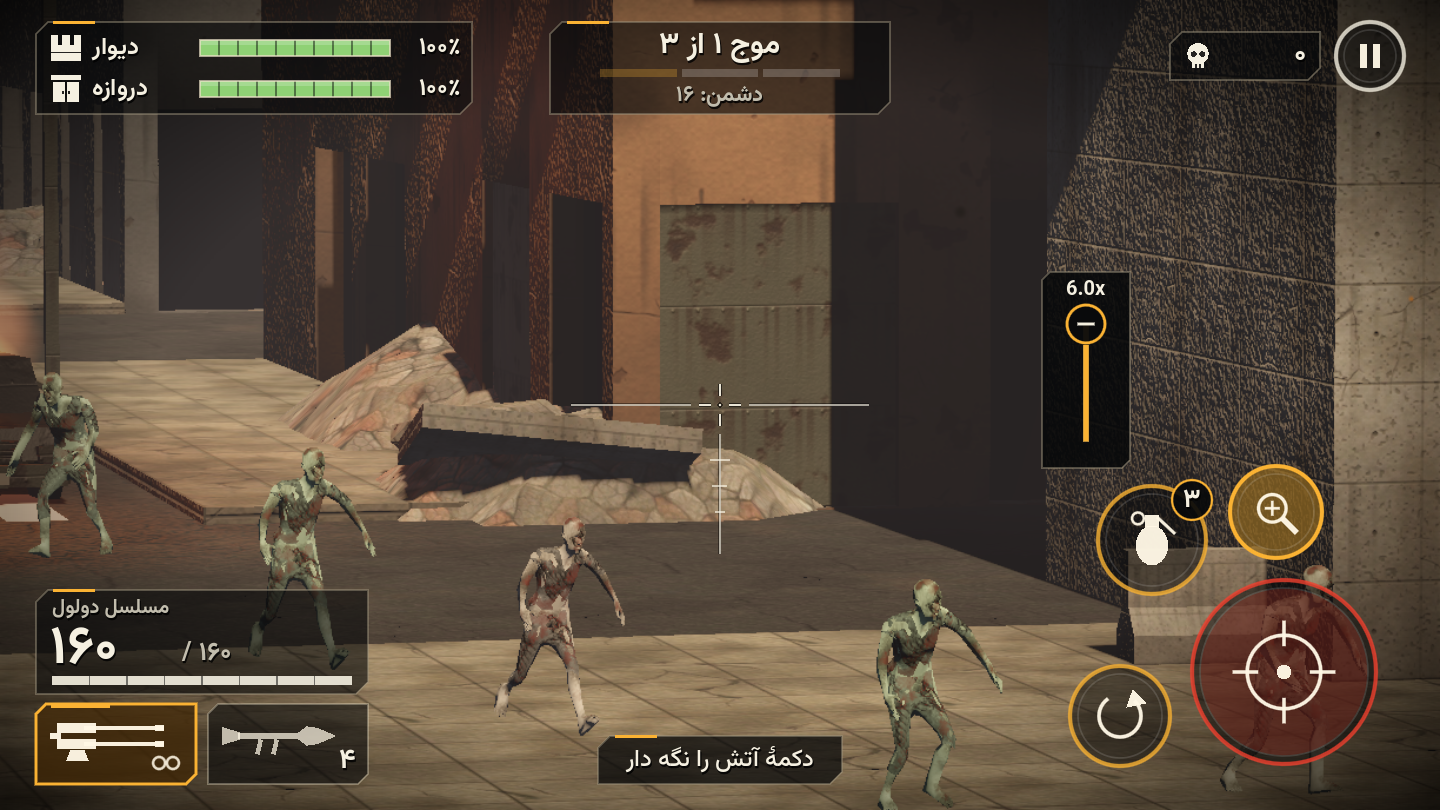 دیوار ۱۰۰٪
دروازه ۱۰۰٪
موج ۱ از ۳
دشمن: ۱۶
۰
6.0x
۳
مسلسل دولول
۱۶۰ / ۱۶۰
∞
۴
دکمهٔ آتش را نگه دار